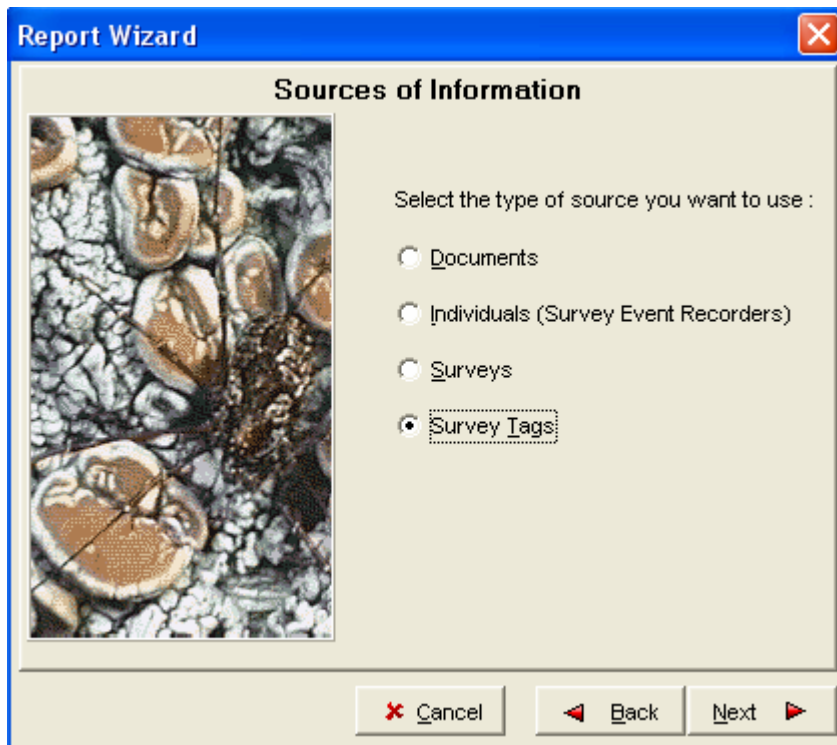 Report Wizard
Sources of Information
Select the type of source you want to use :
Documents
Individuals (Survey Event Recorders)
Surveys
Survey Tags
Cancel
Back
Next